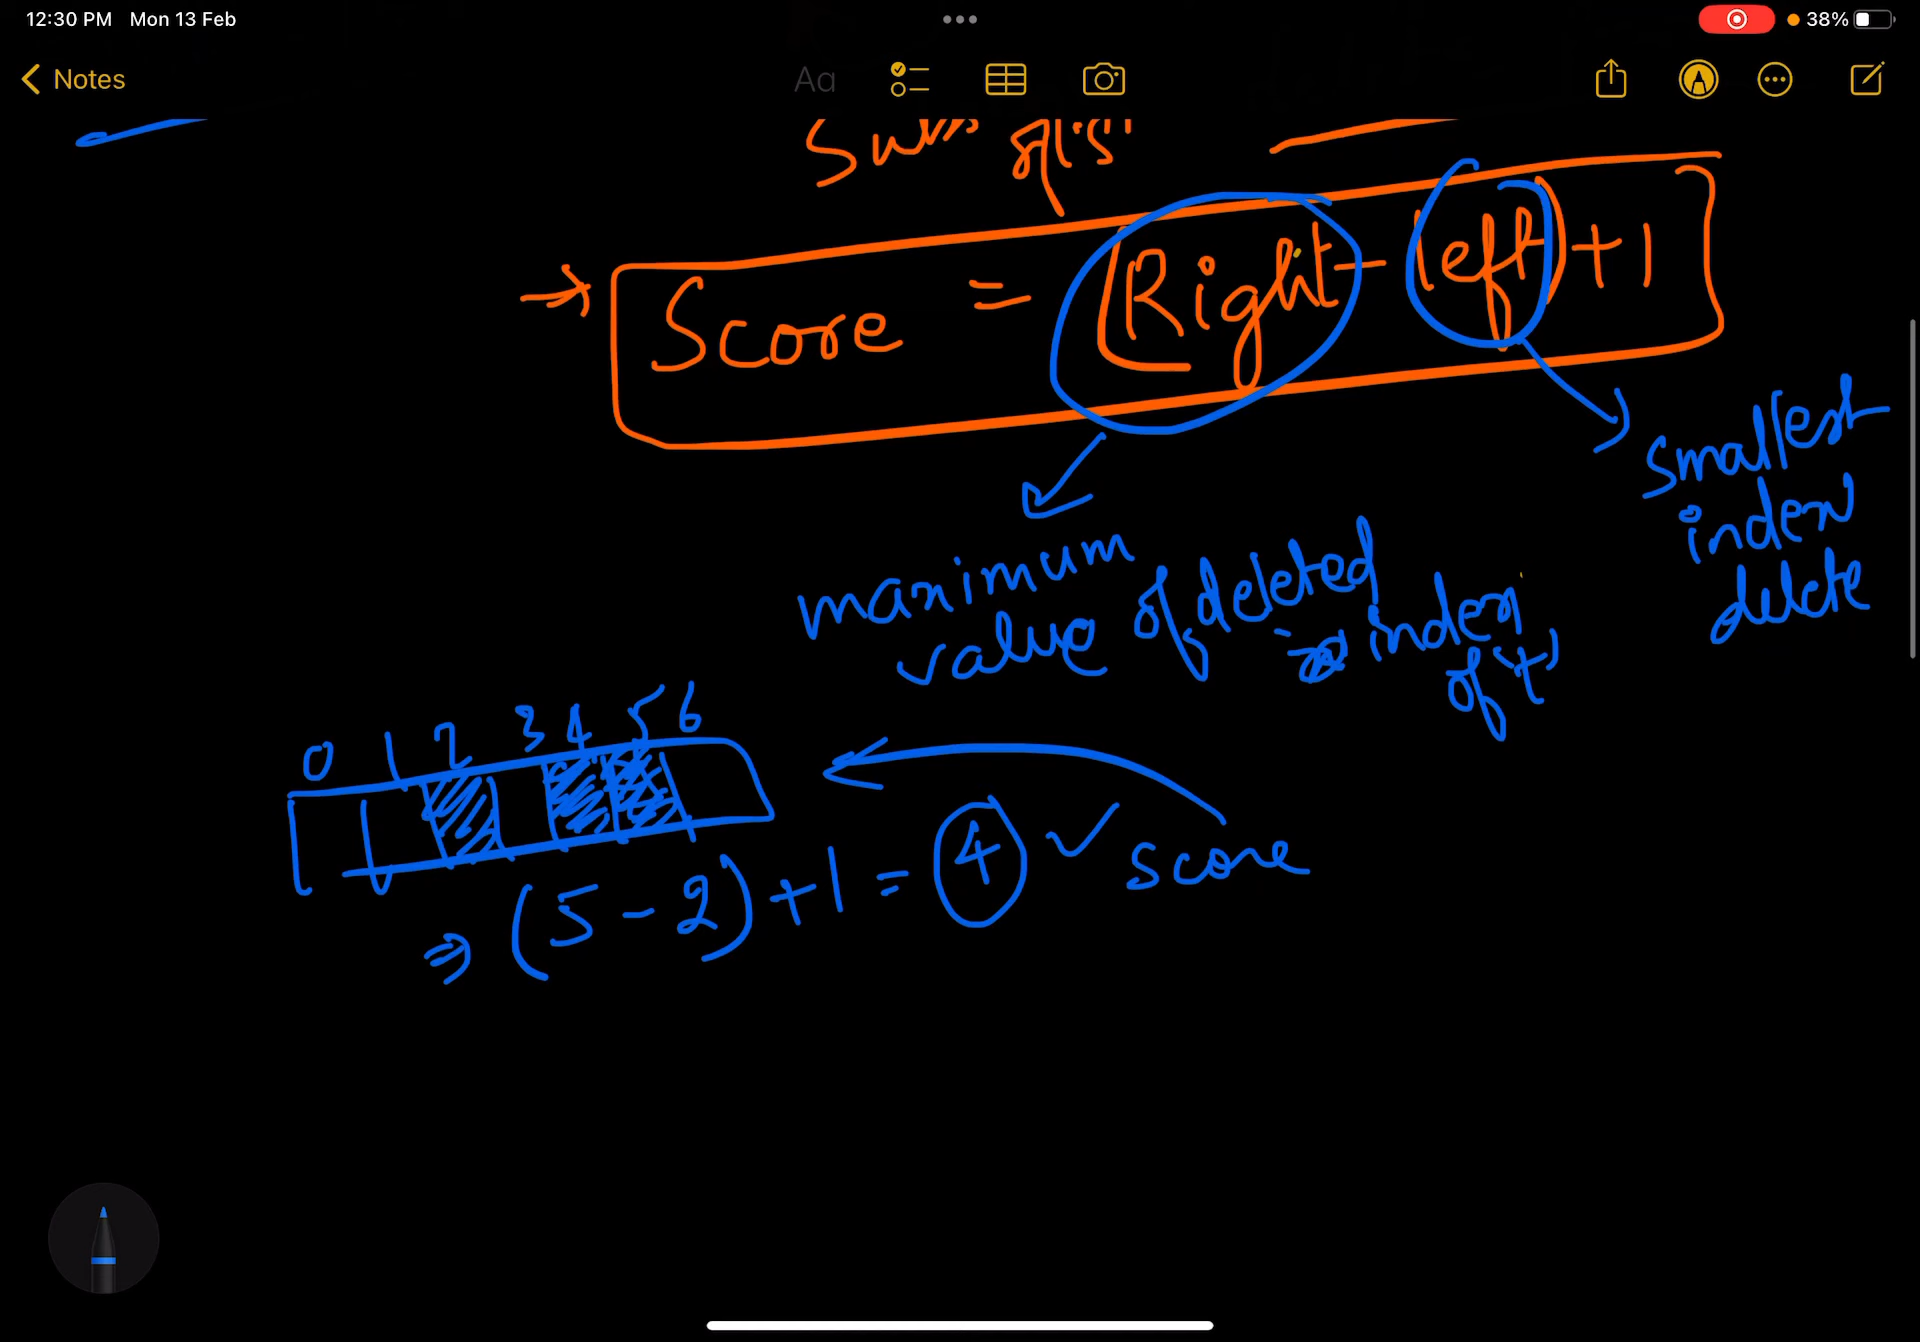 12:30 PM Mon 13 Feb
38%
Notes
Aa
of 's'
Score = (Right - left) + 1
smallest
index
delete
maximum
value of deleted
index
of 't'
0 1 2 3 4 5 6
⇒ (5 - 2) + 1 = 4 ✓ score